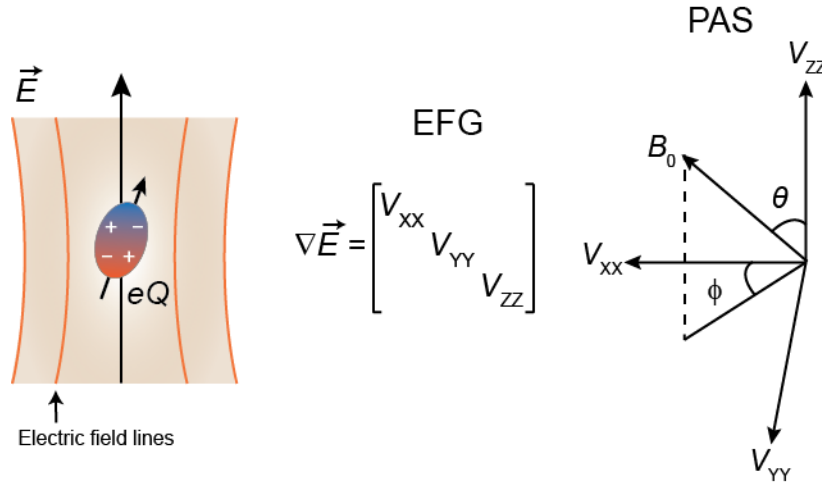 E⃗
+ −
− +
eQ
Electric field lines
EFG
∇E⃗ = [V_XX
V_YY
V_ZZ]
PAS
V_ZZ
B_0
θ
V_XX
ϕ
V_YY